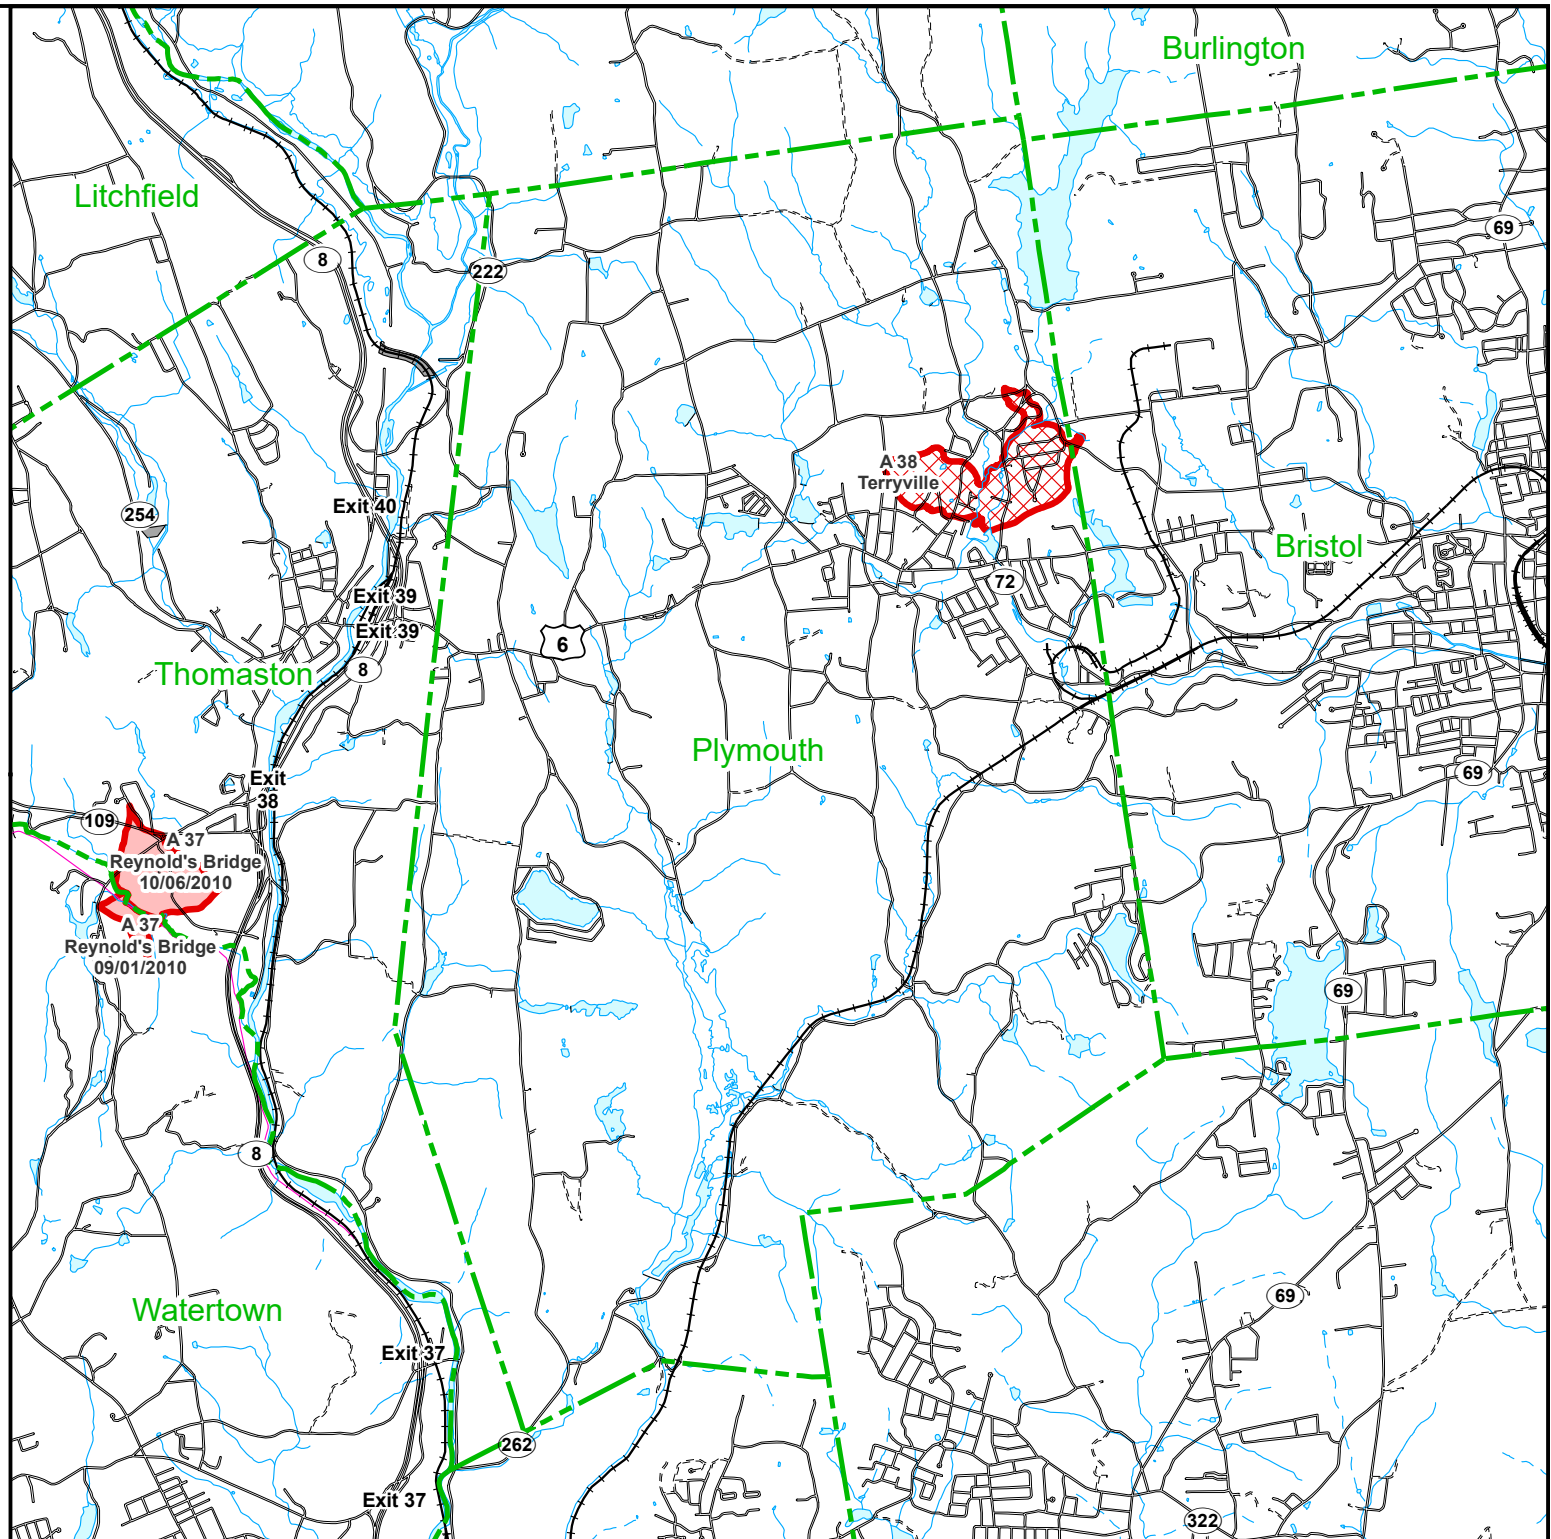 Burlington
Litchfield
69
8
222
A 38
Terryville
Exit 40
254
Bristol
72
Exit 39
Exit 39
6
8
Thomaston
Plymouth
69
Exit
38
109
A 37
Reynold's Bridge
10/06/2010
A 37
Reynold's Bridge
09/01/2010
69
8
69
Watertown
Exit 37
262
Exit 37
322